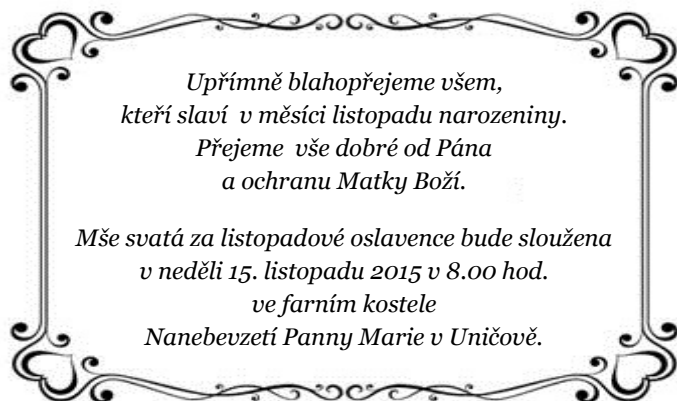 Upřímně blahopřejeme všem,
kteří slaví v měsíci listopadu narozeniny.
Přejeme vše dobré od Pána
a ochranu Matky Boží.
Mše svatá za listopadové oslavence bude sloužena
v neděli 15. listopadu 2015 v 8.00 hod.
ve farním kostele
Nanebevzetí Panny Marie v Uničově.